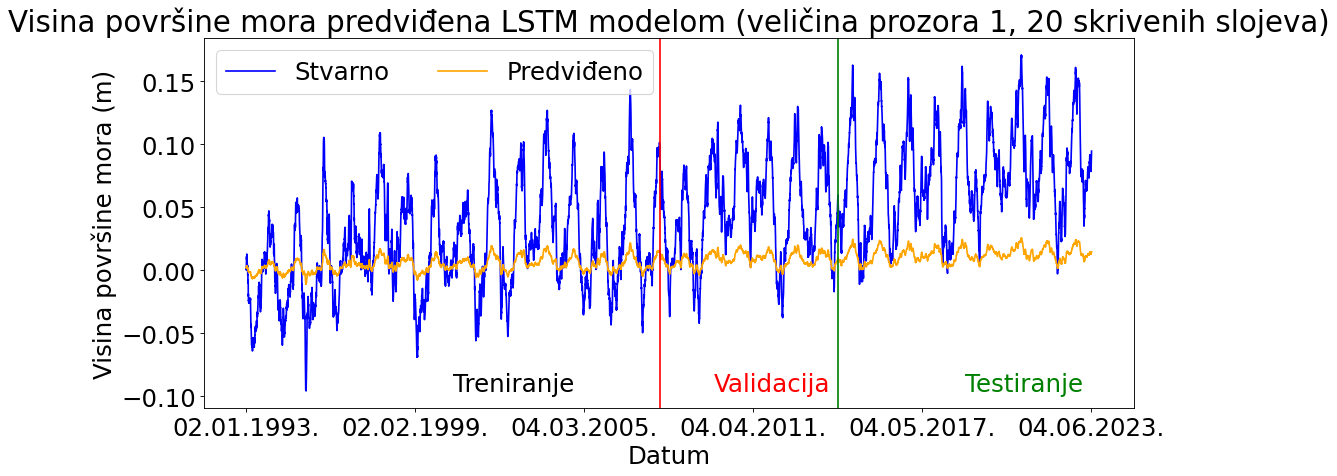 Visina površine mora predviđena LSTM modelom (veličina prozora 1, 20 skrivenih slojeva)
Stvarno Predviđeno
Visina površine mora (m)
0.15
0.10
0.05
0.00
−0.05
−0.10
Treniranje Validacija Testiranje
02.01.1993. 02.02.1999. 04.03.2005. 04.04.2011. 04.05.2017. 04.06.2023.
Datum